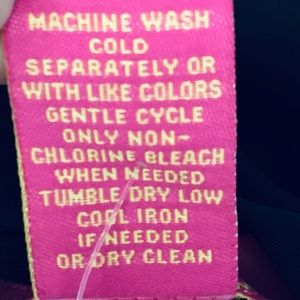 MACHINE WASH
COLD
SEPARATELY OR
WITH LIKE COLORS
GENTLE CYCLE
ONLY NON-
CHLORINE BLEACH
WHEN NEEDED
TUMBLE DRY LOW
COOL IRON
IF NEEDED
OR DRY CLEAN